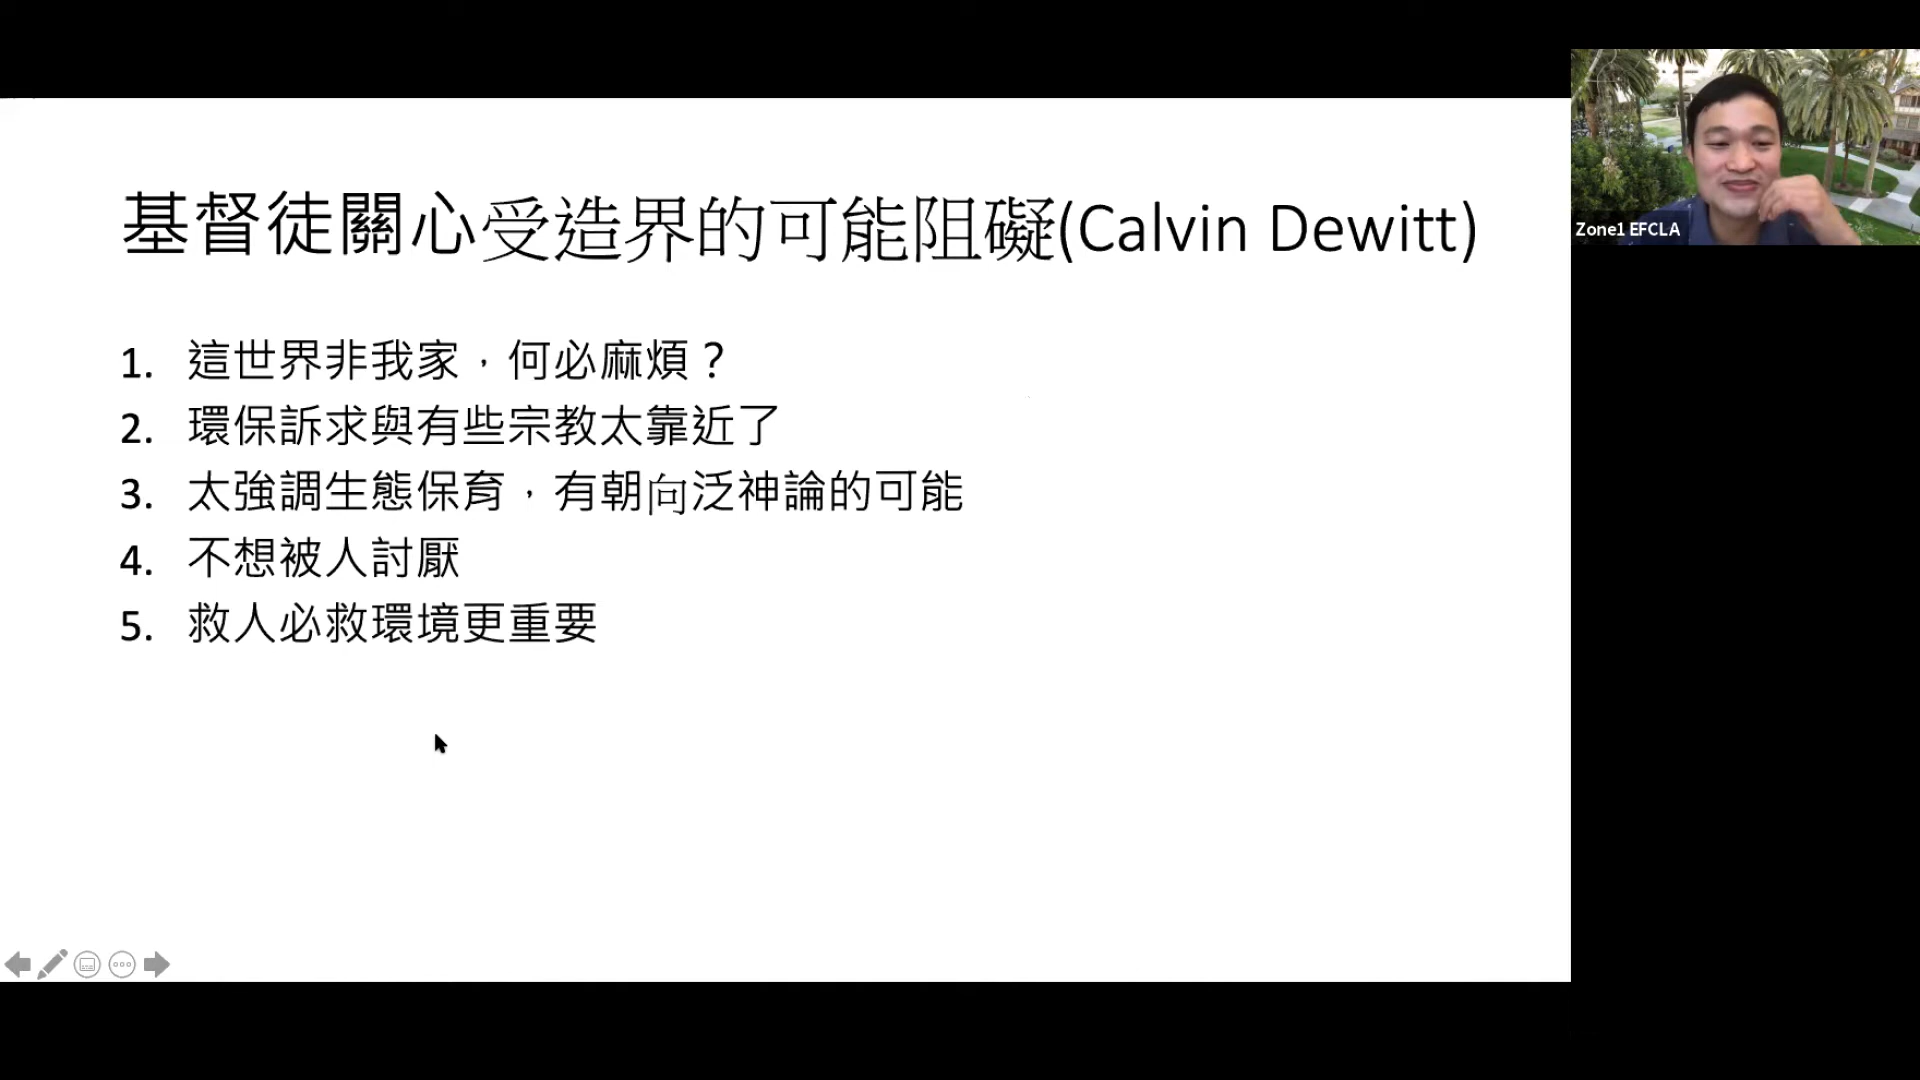 基督徒關心受造界的可能阻礙(Calvin Dewitt)
1. 這世界非我家，何必麻煩？
2. 環保訴求與有些宗教太靠近了
3. 太強調生態保育，有朝向泛神論的可能
4. 不想被人討厭
5. 救人必救環境更重要
Zone1 EFCLA